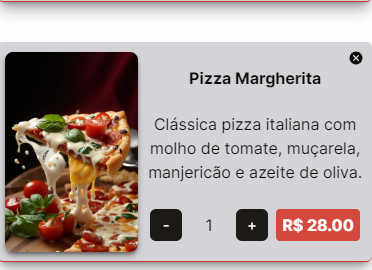 Pizza Margherita
Clássica pizza italiana com
molho de tomate, muçarela,
manjericão e azeite de oliva.
- 1 + R$ 28.00